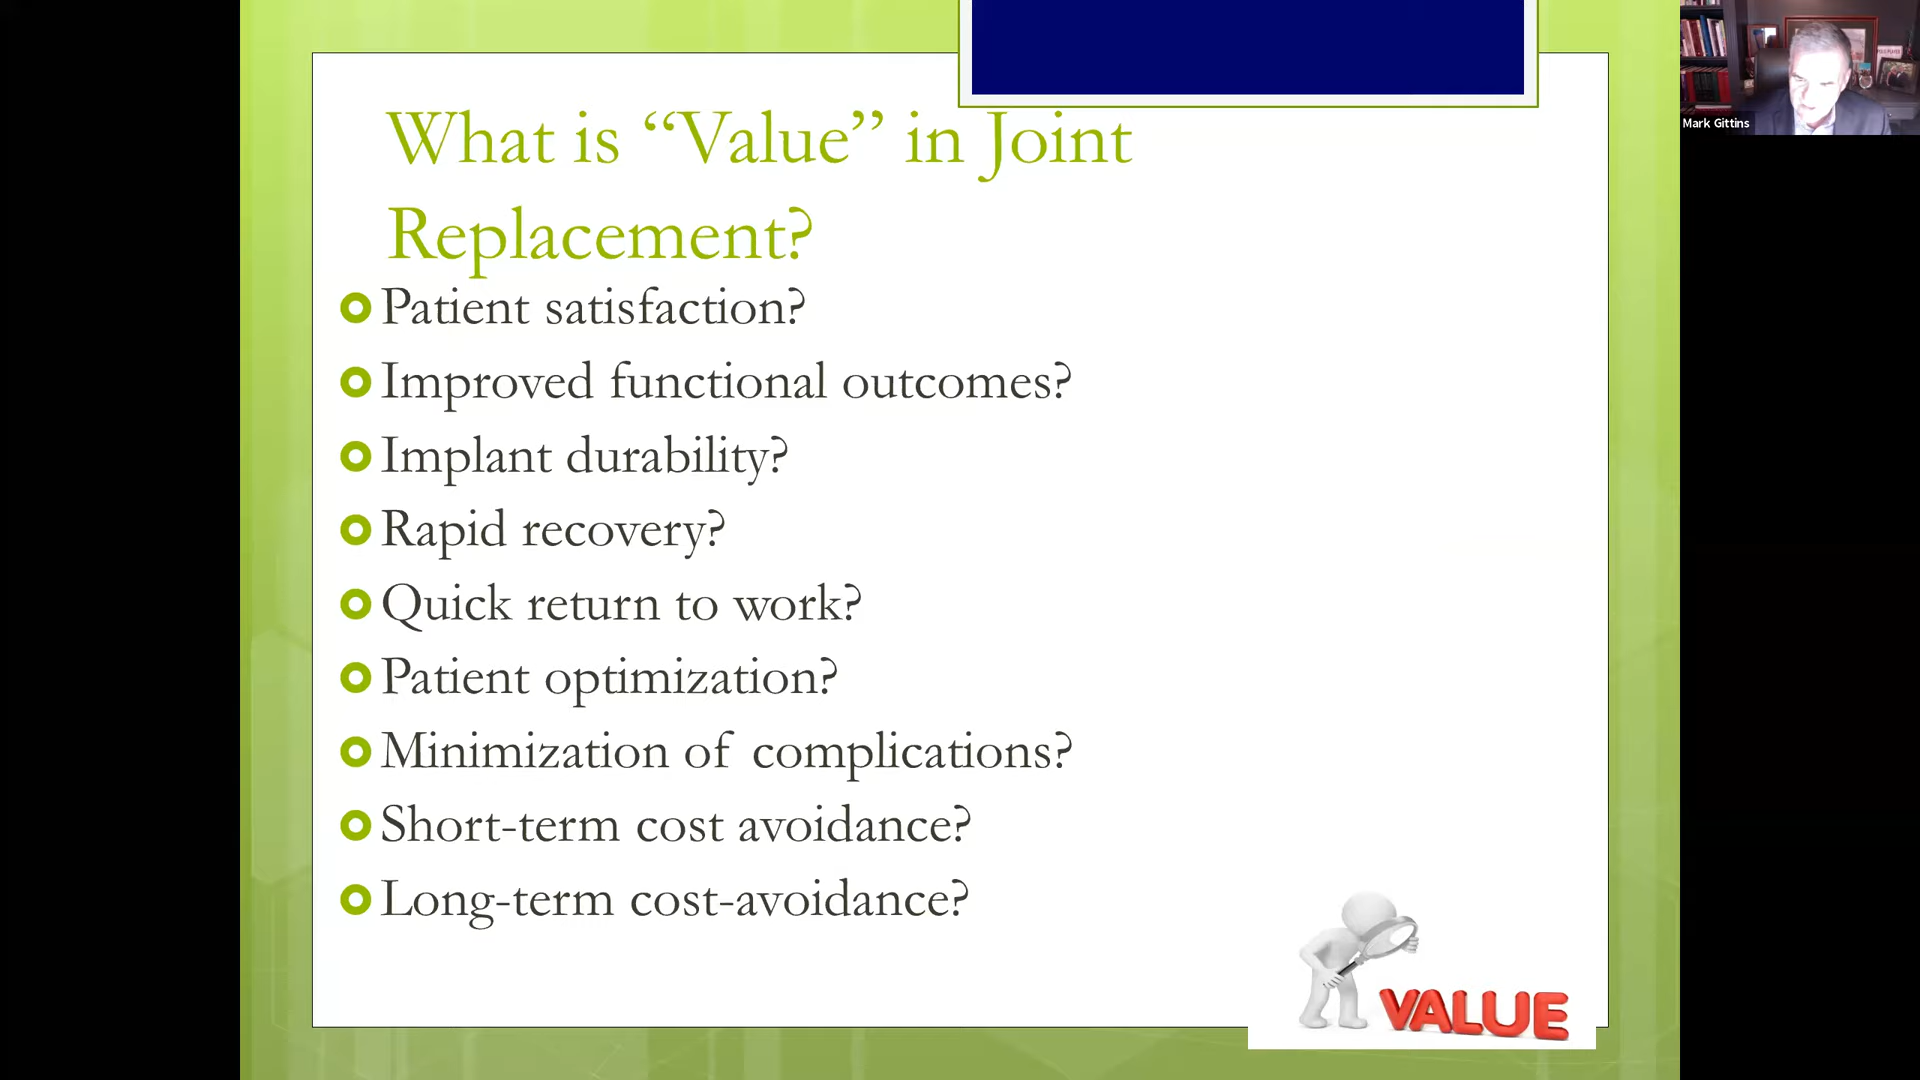 What is “Value” in Joint
Replacement?
Patient satisfaction?
Improved functional outcomes?
Implant durability?
Rapid recovery?
Quick return to work?
Patient optimization?
Minimization of complications?
Short-term cost avoidance?
Long-term cost-avoidance?
VALUE
Mark Gittins